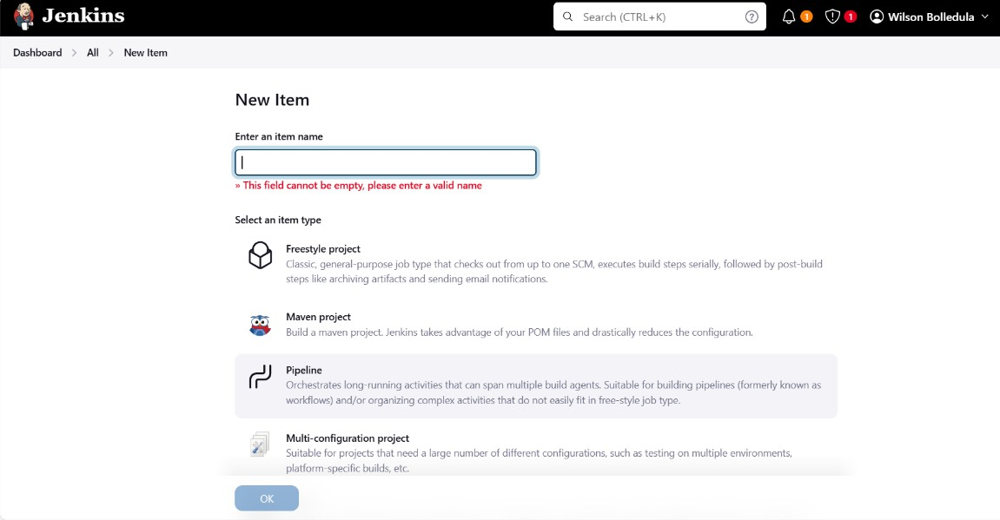 Jenkins
Search (CTRL+K)
?
1
1
Wilson Bolledula
Dashboard > All > New Item
New Item
Enter an item name
» This field cannot be empty, please enter a valid name
Select an item type
Freestyle project
Classic, general-purpose job type that checks out from up to one SCM, executes build steps serially, followed by post-build
steps like archiving artifacts and sending email notifications.
Maven project
Build a maven project. Jenkins takes advantage of your POM files and drastically reduces the configuration.
Pipeline
Orchestrates long-running activities that can span multiple build agents. Suitable for building pipelines (formerly known as
workflows) and/or organizing complex activities that do not easily fit in free-style job type.
Multi-configuration project
Suitable for projects that need a large number of different configurations, such as testing on multiple environments,
platform-specific builds, etc.
OK